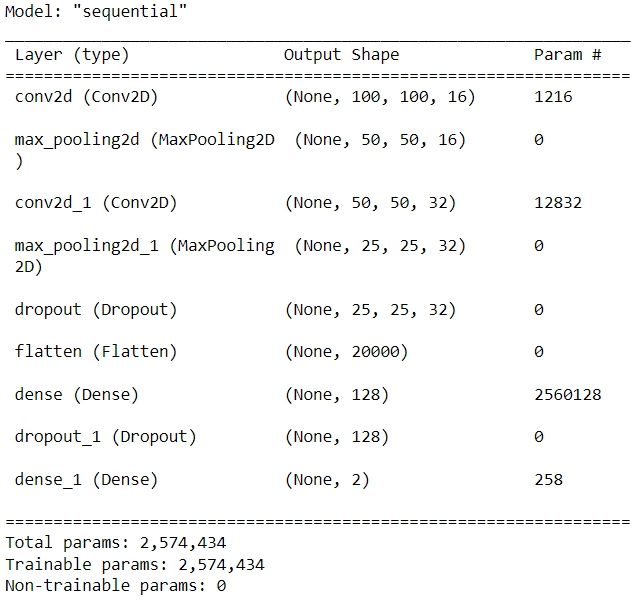 Model: "sequential"
_________________________________________________________________
Layer (type) Output Shape Param #
=================================================================
conv2d (Conv2D) (None, 100, 100, 16) 1216
max_pooling2d (MaxPooling2D (None, 50, 50, 16) 0
)
conv2d_1 (Conv2D) (None, 50, 50, 32) 12832
max_pooling2d_1 (MaxPooling (None, 25, 25, 32) 0
2D)
dropout (Dropout) (None, 25, 25, 32) 0
flatten (Flatten) (None, 20000) 0
dense (Dense) (None, 128) 2560128
dropout_1 (Dropout) (None, 128) 0
dense_1 (Dense) (None, 2) 258
=================================================================
Total params: 2,574,434
Trainable params: 2,574,434
Non-trainable params: 0